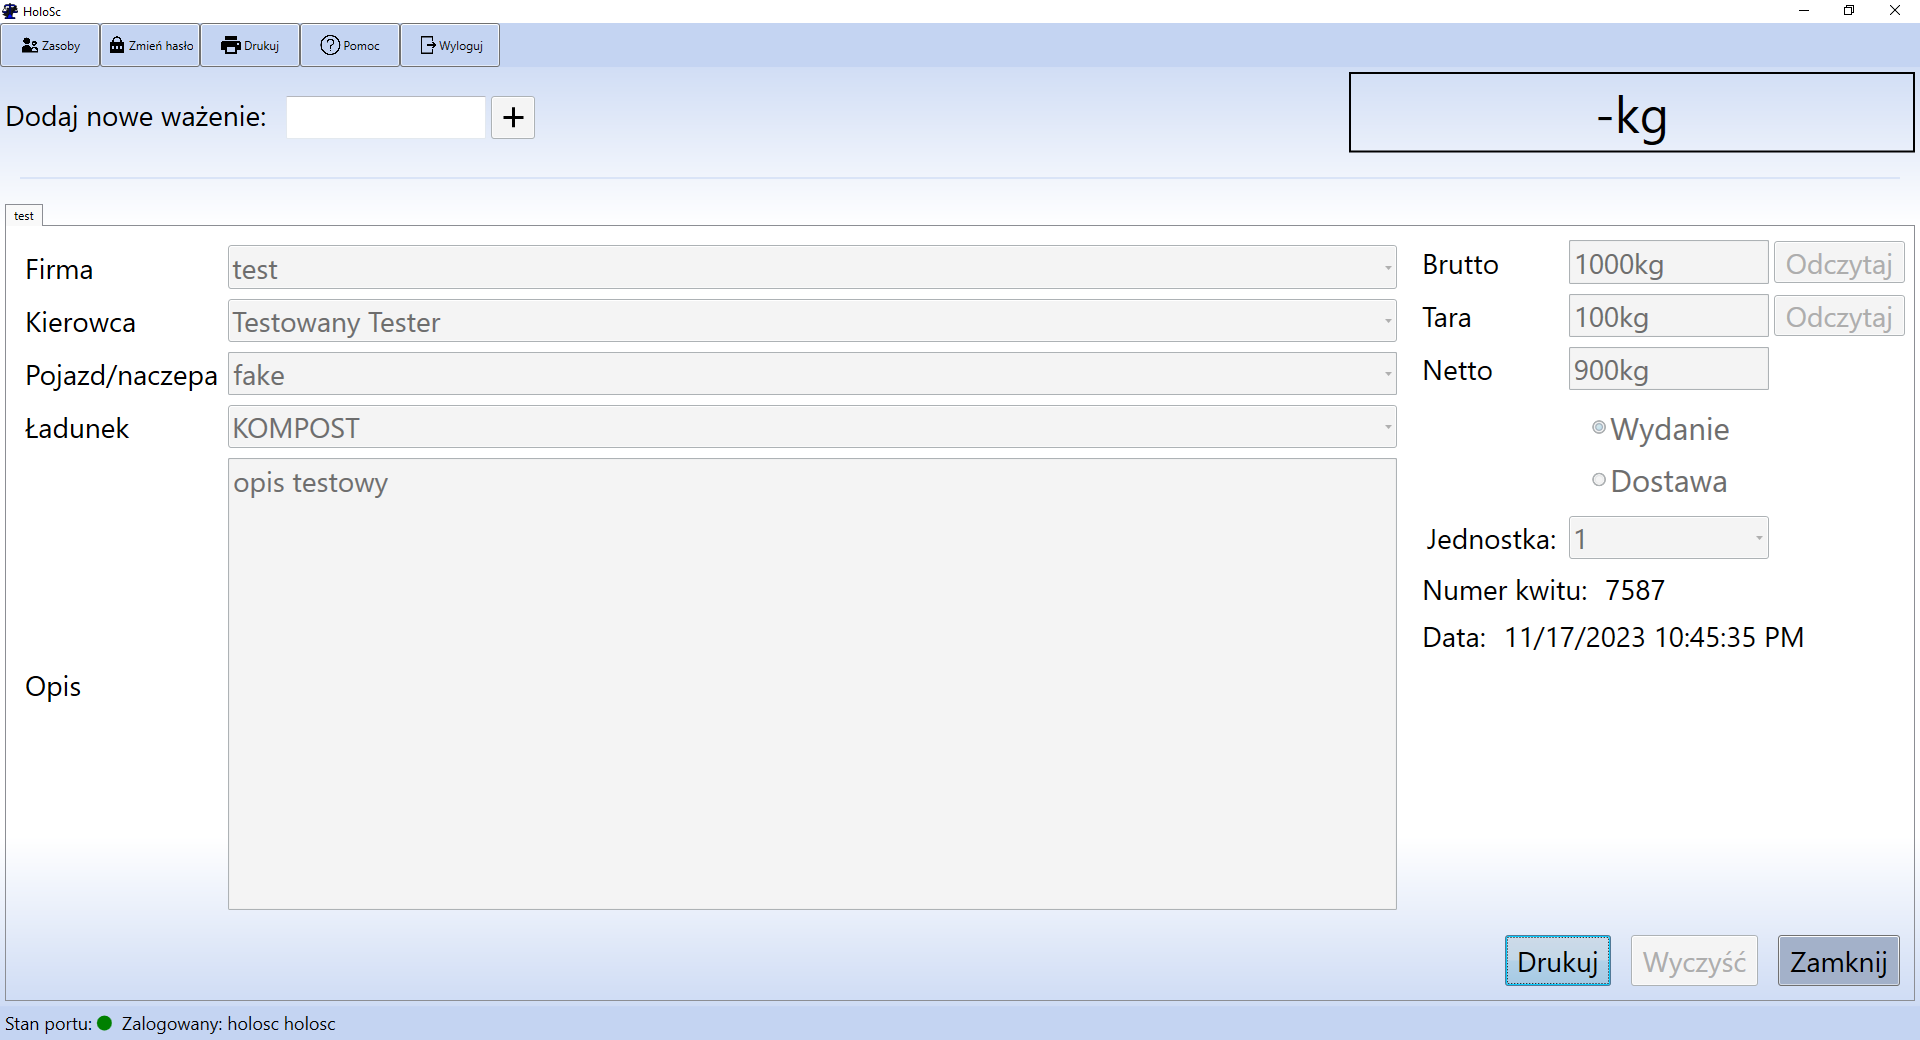 HoloSc
Zasoby Zmień hasło Drukuj Pomoc Wyloguj
Dodaj nowe ważenie: +
-kg
test
Firma test
Kierowca Testowany Tester
Pojazd/naczepa fake
Ładunek KOMPOST
Opis opis testowy
Brutto 1000kg Odczytaj
Tara 100kg Odczytaj
Netto 900kg
Wydanie
Dostawa
Jednostka: 1
Numer kwitu: 7587
Data: 11/17/2023 10:45:35 PM
Drukuj Wyczyść Zamknij
Stan portu: Zalogowany: holosc holosc